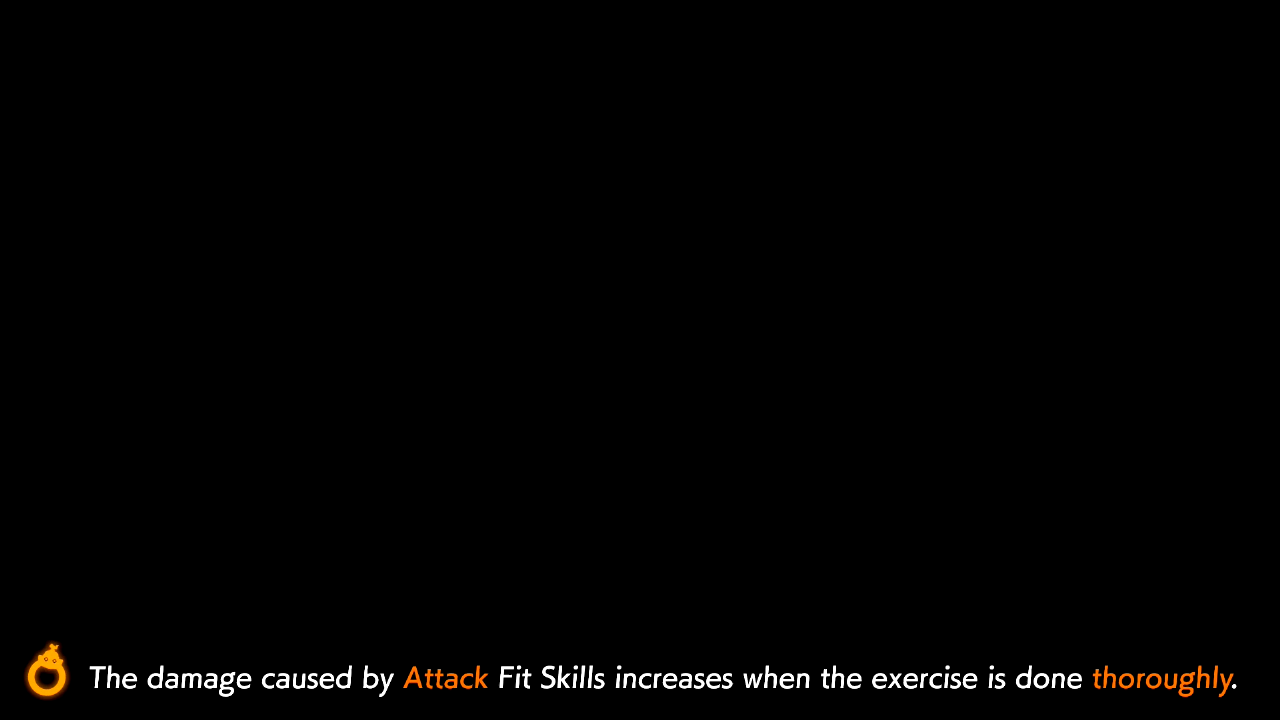 The damage caused by Attack Fit Skills increases when the exercise is done thoroughly.